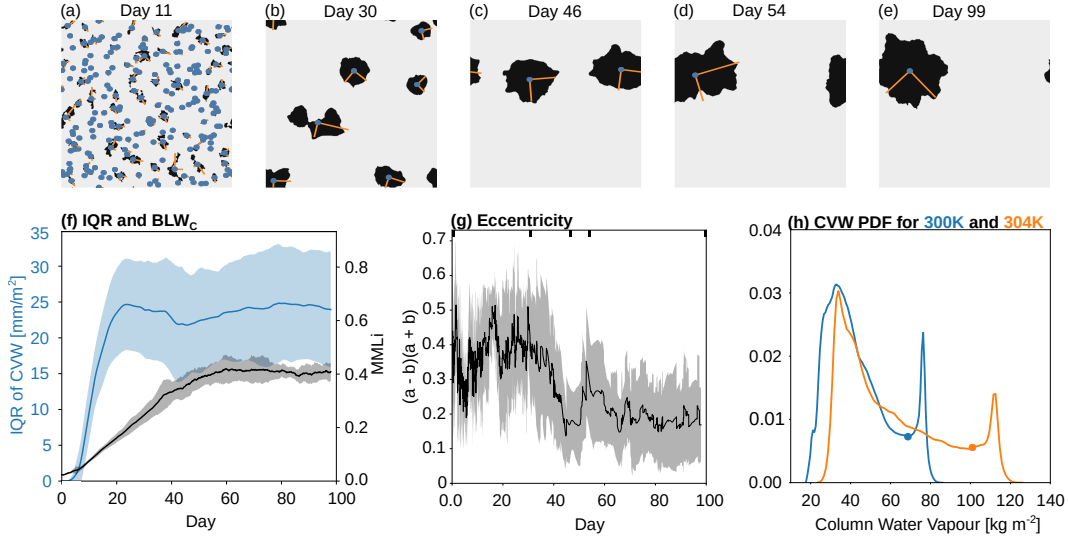 (a) Day 11
(b) Day 30
(c) Day 46
(d) Day 54
(e) Day 99
(f) IQR and BLW_C
35
30
25
20
15
10
5
0
IQR of CVW [mm/m²]
0.8
0.6
0.4
0.2
0.0
MMLi
0 20 40 60 80 100
Day
(g) Eccentricity
0.7
0.6
0.5
0.4
0.3
0.2
0.1
0
(a - b)(a + b)
0.0 20 40 60 80 100
Day
(h) CVW PDF for 300K and 304K
0.04
0.03
0.02
0.01
0.00
20 40 60 80 100 120 140
Column Water Vapour [kg m⁻²]